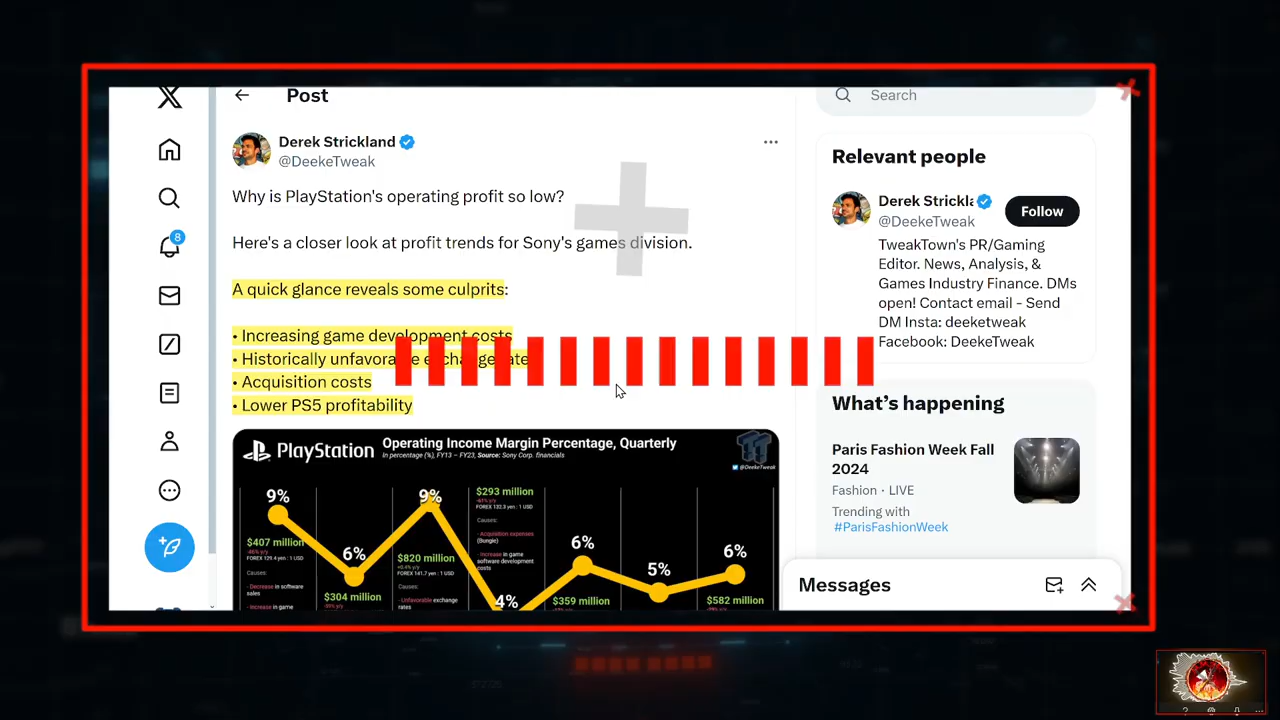 Post
Search
Derek Strickland
@DeekeTweak
Why is PlayStation's operating profit so low?
Here's a closer look at profit trends for Sony's games division.
A quick glance reveals some culprits:
• Increasing game development costs
• Historically unfavorable exchange rate
• Acquisition costs
• Lower PS5 profitability
8
Relevant people
Derek Strickla
@DeekeTweak
Follow
TweakTown's PR/Gaming
Editor. News, Analysis, &
Games Industry Finance. DMs
open! Contact email - Send
DM Insta: deeketweak
Facebook: DeekeTweak
What's happening
Paris Fashion Week Fall
2024
Fashion · LIVE
Trending with
#ParisFashionWeek
Messages
PlayStation
Operating Income Margin Percentage, Quarterly
In percentage (%), FY13 – FY23, Source: Sony Corp. financials
@DeekeTweak
9%
$407 million
FOREX 129.4 yen : 1 USD
Causes:
- Decrease in software
sales
- Increase in game
6%
$304 million
9%
$820 million
FOREX 141.7 yen : 1 USD
Causes:
- Unfavorable exchange
rates
$293 million
FOREX 132.3 yen : 1 USD
Causes:
- Acquisition expenses
(Bungie)
- Increase in game
software development
costs
4%
6%
$359 million
5%
6%
$582 million